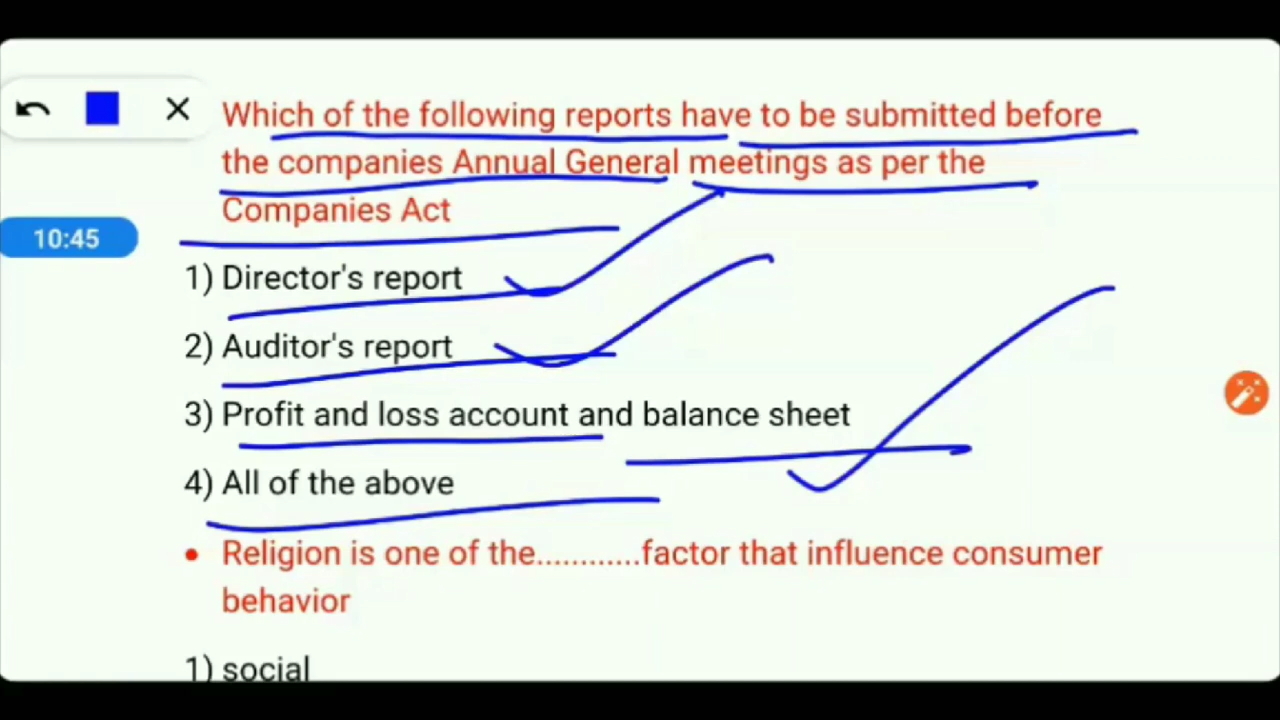 Which of the following reports have to be submitted before
the companies Annual General meetings as per the
Companies Act
10:45
1) Director's report
2) Auditor's report
3) Profit and loss account and balance sheet
4) All of the above
• Religion is one of the............factor that influence consumer
behavior
1) social